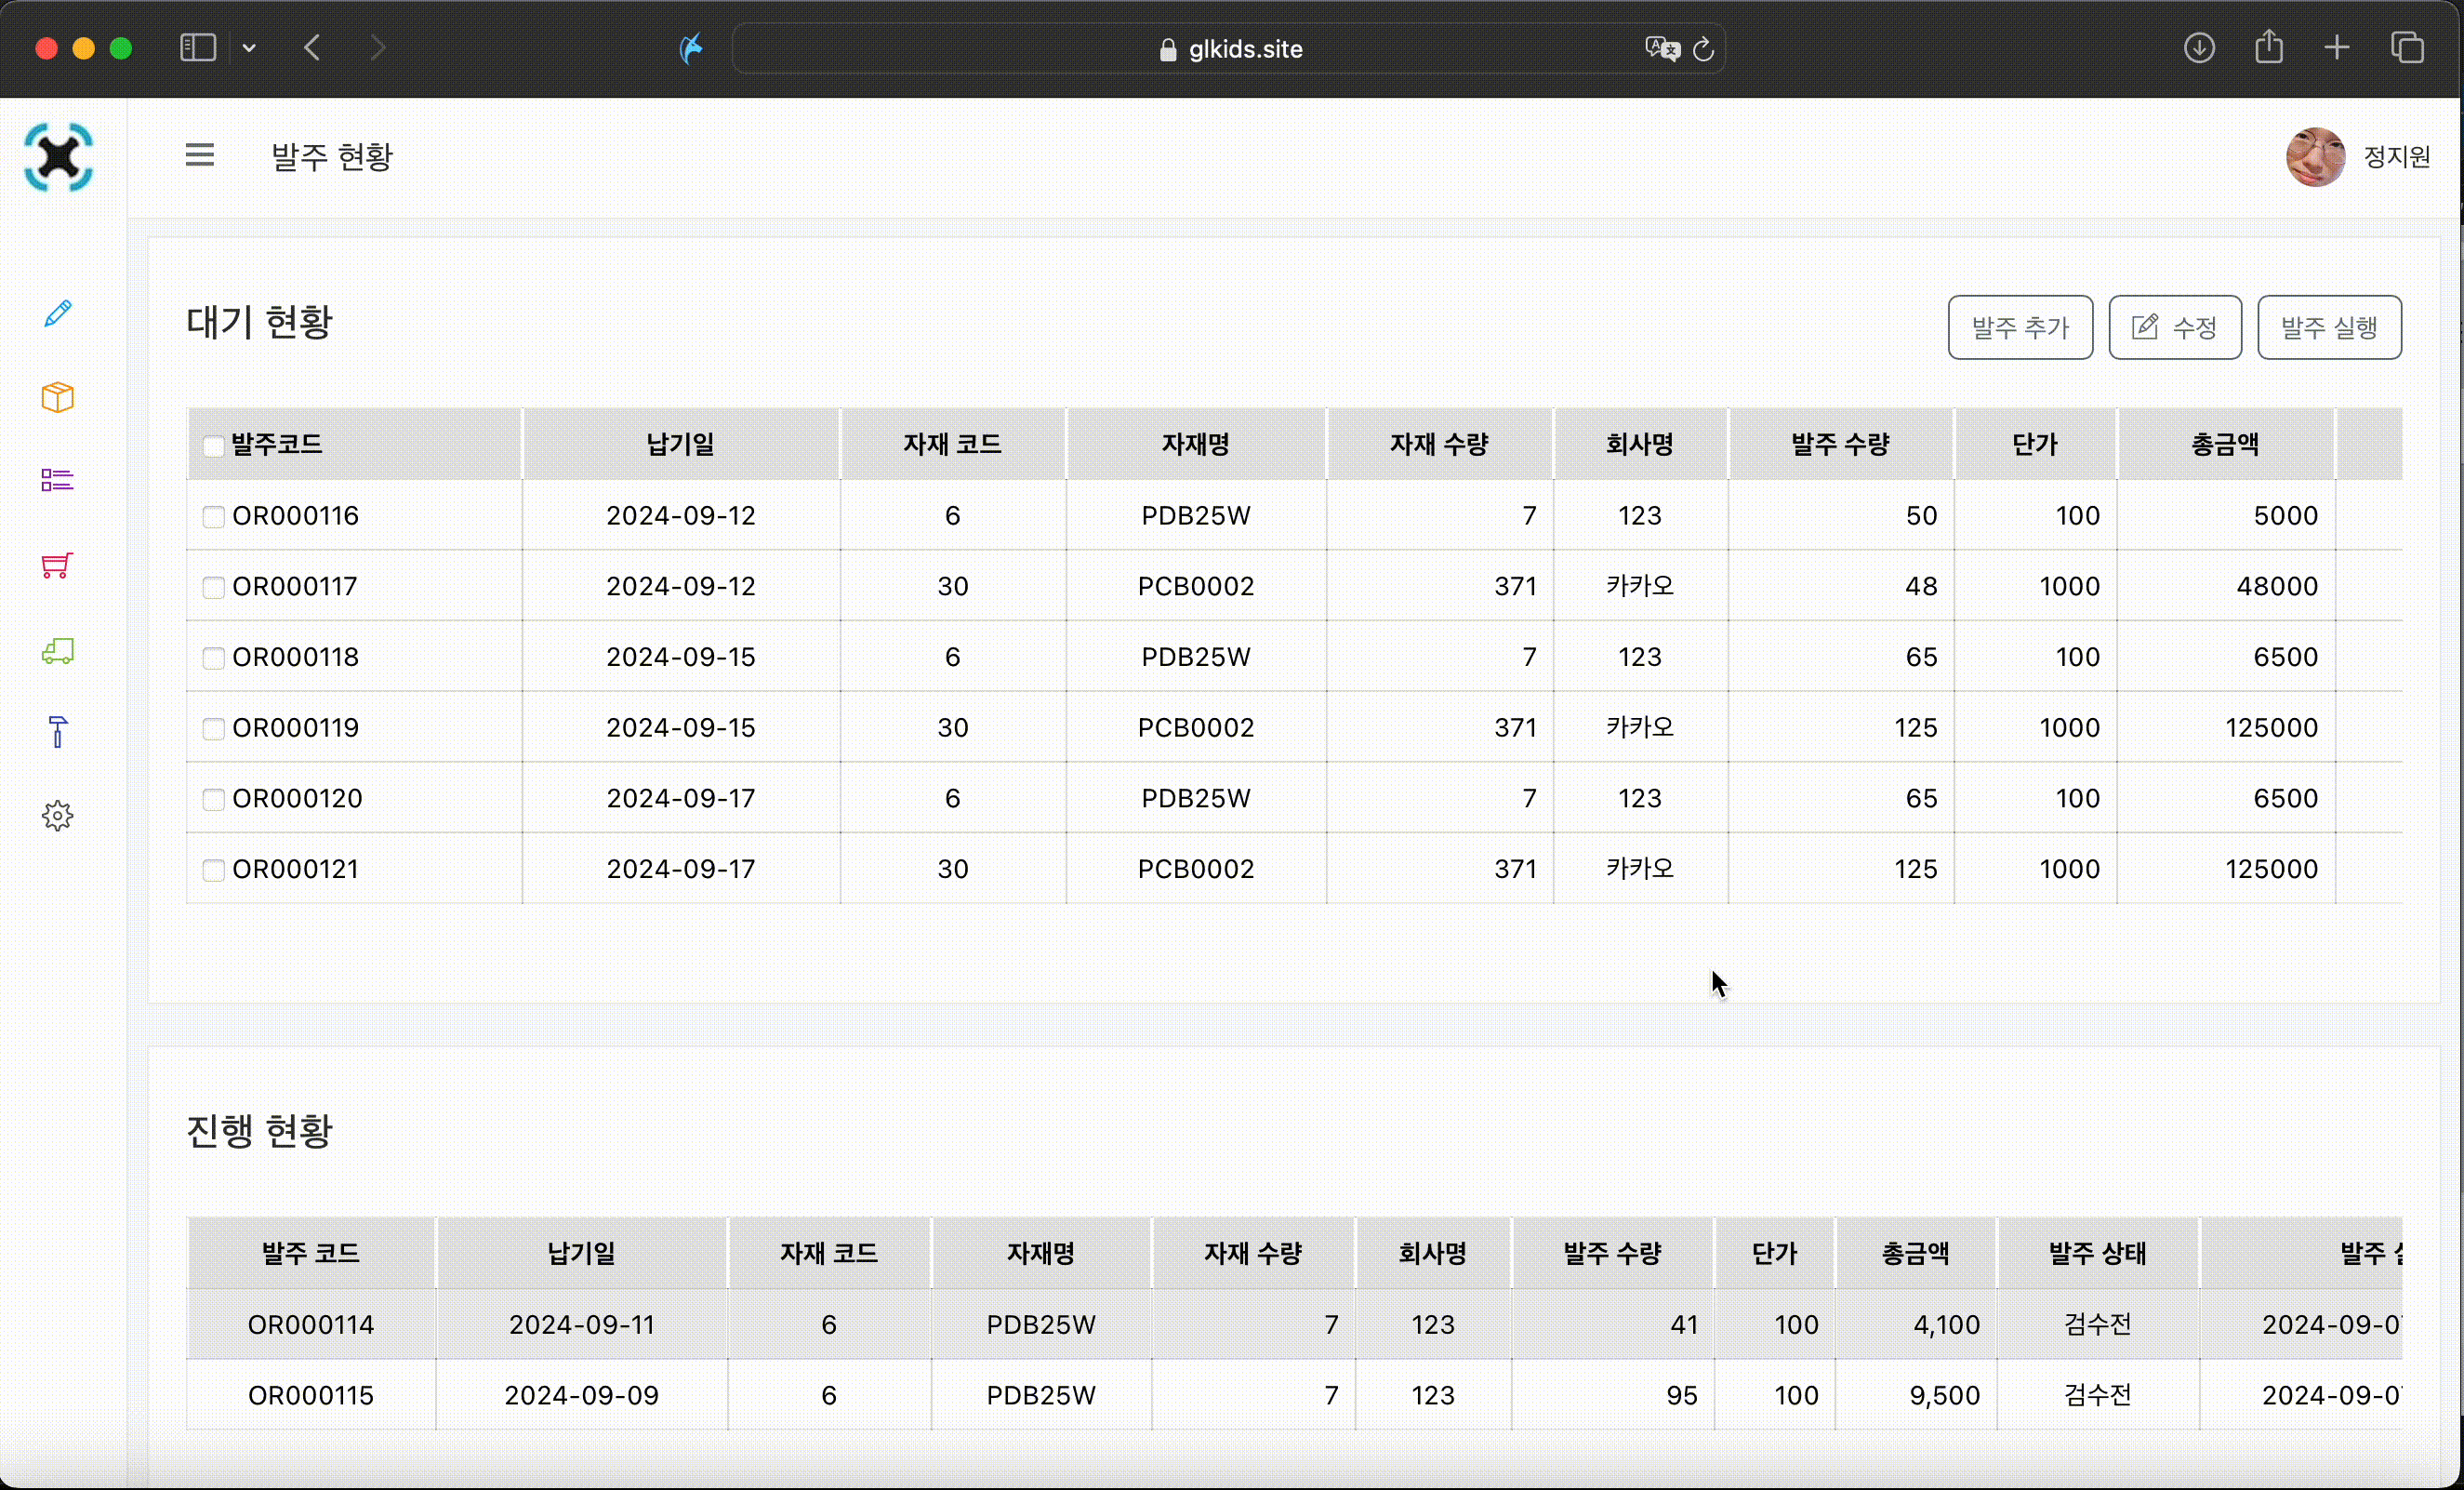 glkids.site
발주 현황
정지원
대기 현황
발주 추가 수정 발주 실행
발주코드 납기일 자재 코드 자재명 자재 수량 회사명 발주 수량 단가 총금액
OR000116 2024-09-12 6 PDB25W 7 123 50 100 5000
OR000117 2024-09-12 30 PCB0002 371 카카오 48 1000 48000
OR000118 2024-09-15 6 PDB25W 7 123 65 100 6500
OR000119 2024-09-15 30 PCB0002 371 카카오 125 1000 125000
OR000120 2024-09-17 6 PDB25W 7 123 65 100 6500
OR000121 2024-09-17 30 PCB0002 371 카카오 125 1000 125000
진행 현황
발주 코드 납기일 자재 코드 자재명 자재 수량 회사명 발주 수량 단가 총금액 발주 상태 발주
OR000114 2024-09-11 6 PDB25W 7 123 41 100 4,100 검수전 2024-09-0
OR000115 2024-09-09 6 PDB25W 7 123 95 100 9,500 검수전 2024-09-0